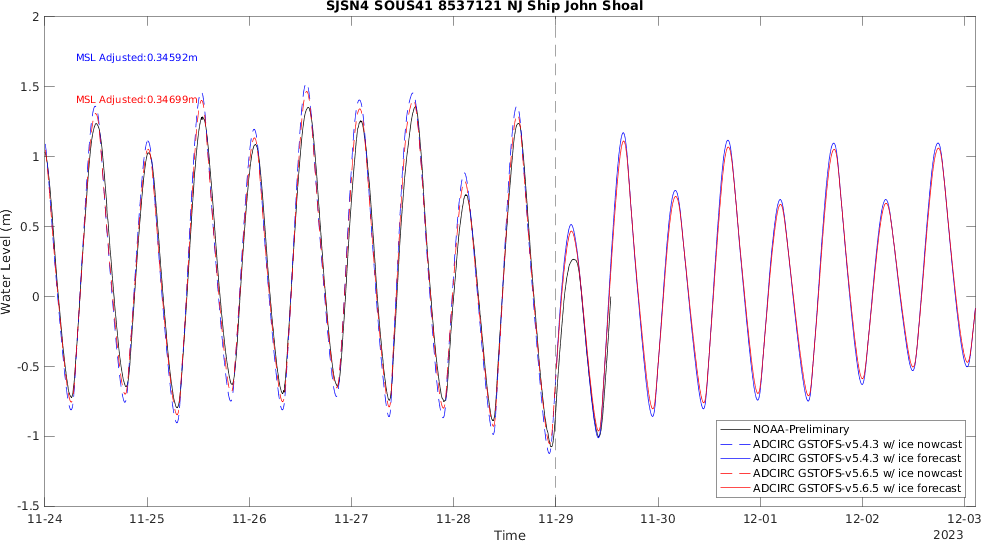 SJSN4 SOUS41 8537121 NJ Ship John Shoal
2
1.5
1
0.5
0
-0.5
-1
-1.5
Water Level (m)
MSL Adjusted:0.34592m
MSL Adjusted:0.34699m
NOAA-Preliminary
ADCIRC GSTOFS-v5.4.3 w/ ice nowcast
ADCIRC GSTOFS-v5.4.3 w/ ice forecast
ADCIRC GSTOFS-v5.6.5 w/ ice nowcast
ADCIRC GSTOFS-v5.6.5 w/ ice forecast
11-24 11-25 11-26 11-27 11-28 11-29 11-30 12-01 12-02 12-03
Time
2023